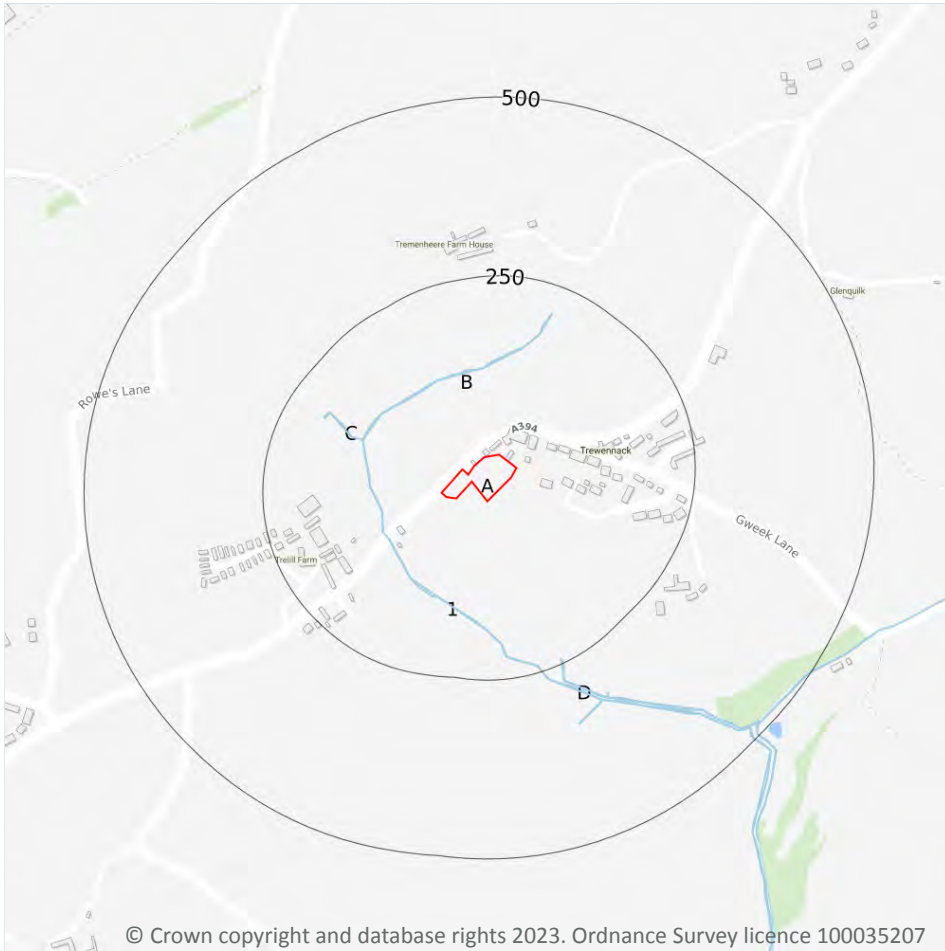 500
Tremenheere Farm House
250
Glenquilk
B
Rowe's Lane
C
A394
Trewennack
A
Gweek Lane
Trelill Farm
1
D
© Crown copyright and database rights 2023. Ordnance Survey licence 100035207